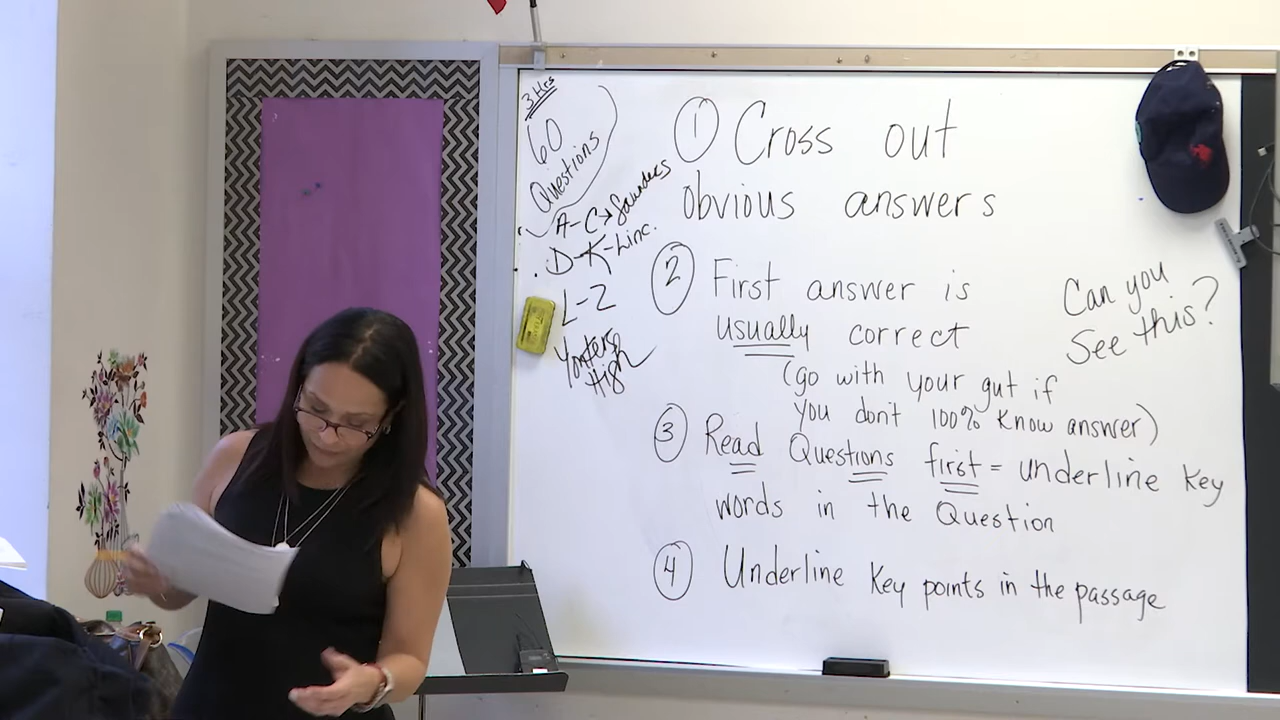 3 Hrs
60
Questions
A-C→Saunders
D-K-Linc.
L-Z
Yonkers
High
① Cross out
obvious answers
② First answer is
usually correct
(go with your gut if
you don't 100% know answer)
③ Read Questions first = underline key
words in the Question
④ Underline key points in the passage
Can you
See this?